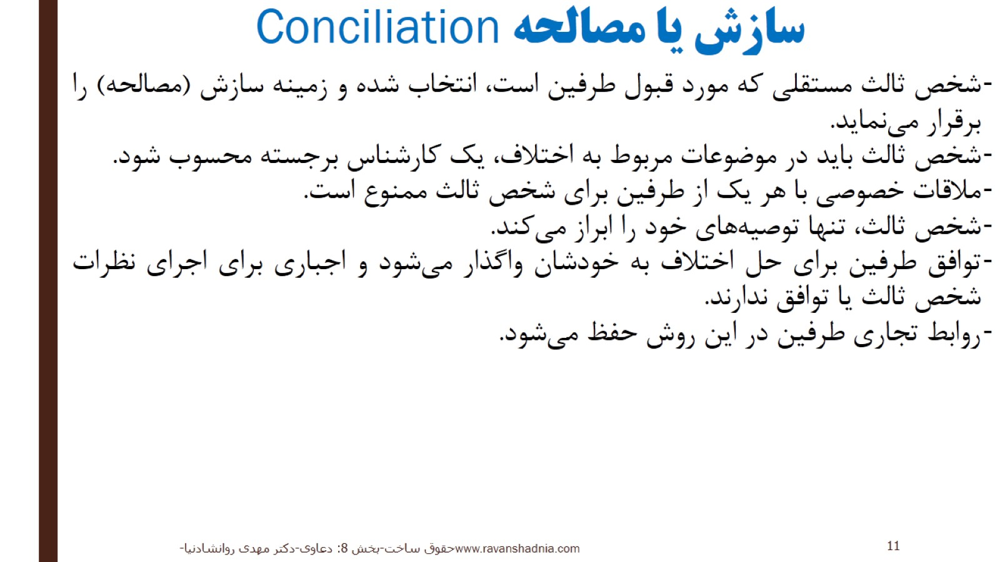 سازش یا مصالحه Conciliation
-شخص ثالث مستقلی که مورد قبول طرفین است، انتخاب شده و زمینه سازش (مصالحه) را
برقرار می‌نماید.
-شخص ثالث باید در موضوعات مربوط به اختلاف، یک کارشناس برجسته محسوب شود.
-ملاقات خصوصی با هر یک از طرفین برای شخص ثالث ممنوع است.
-شخص ثالث، تنها توصیه‌های خود را ابراز می‌کند.
-توافق طرفین برای حل اختلاف به خودشان واگذار می‌شود و اجباری برای اجرای نظرات
شخص ثالث یا توافق ندارند.
-روابط تجاری طرفین در این روش حفظ می‌شود.
www.ravanshadnia.comحقوق ساخت-بخش 8: دعاوی-دکتر مهدی روانشادنیا-
11